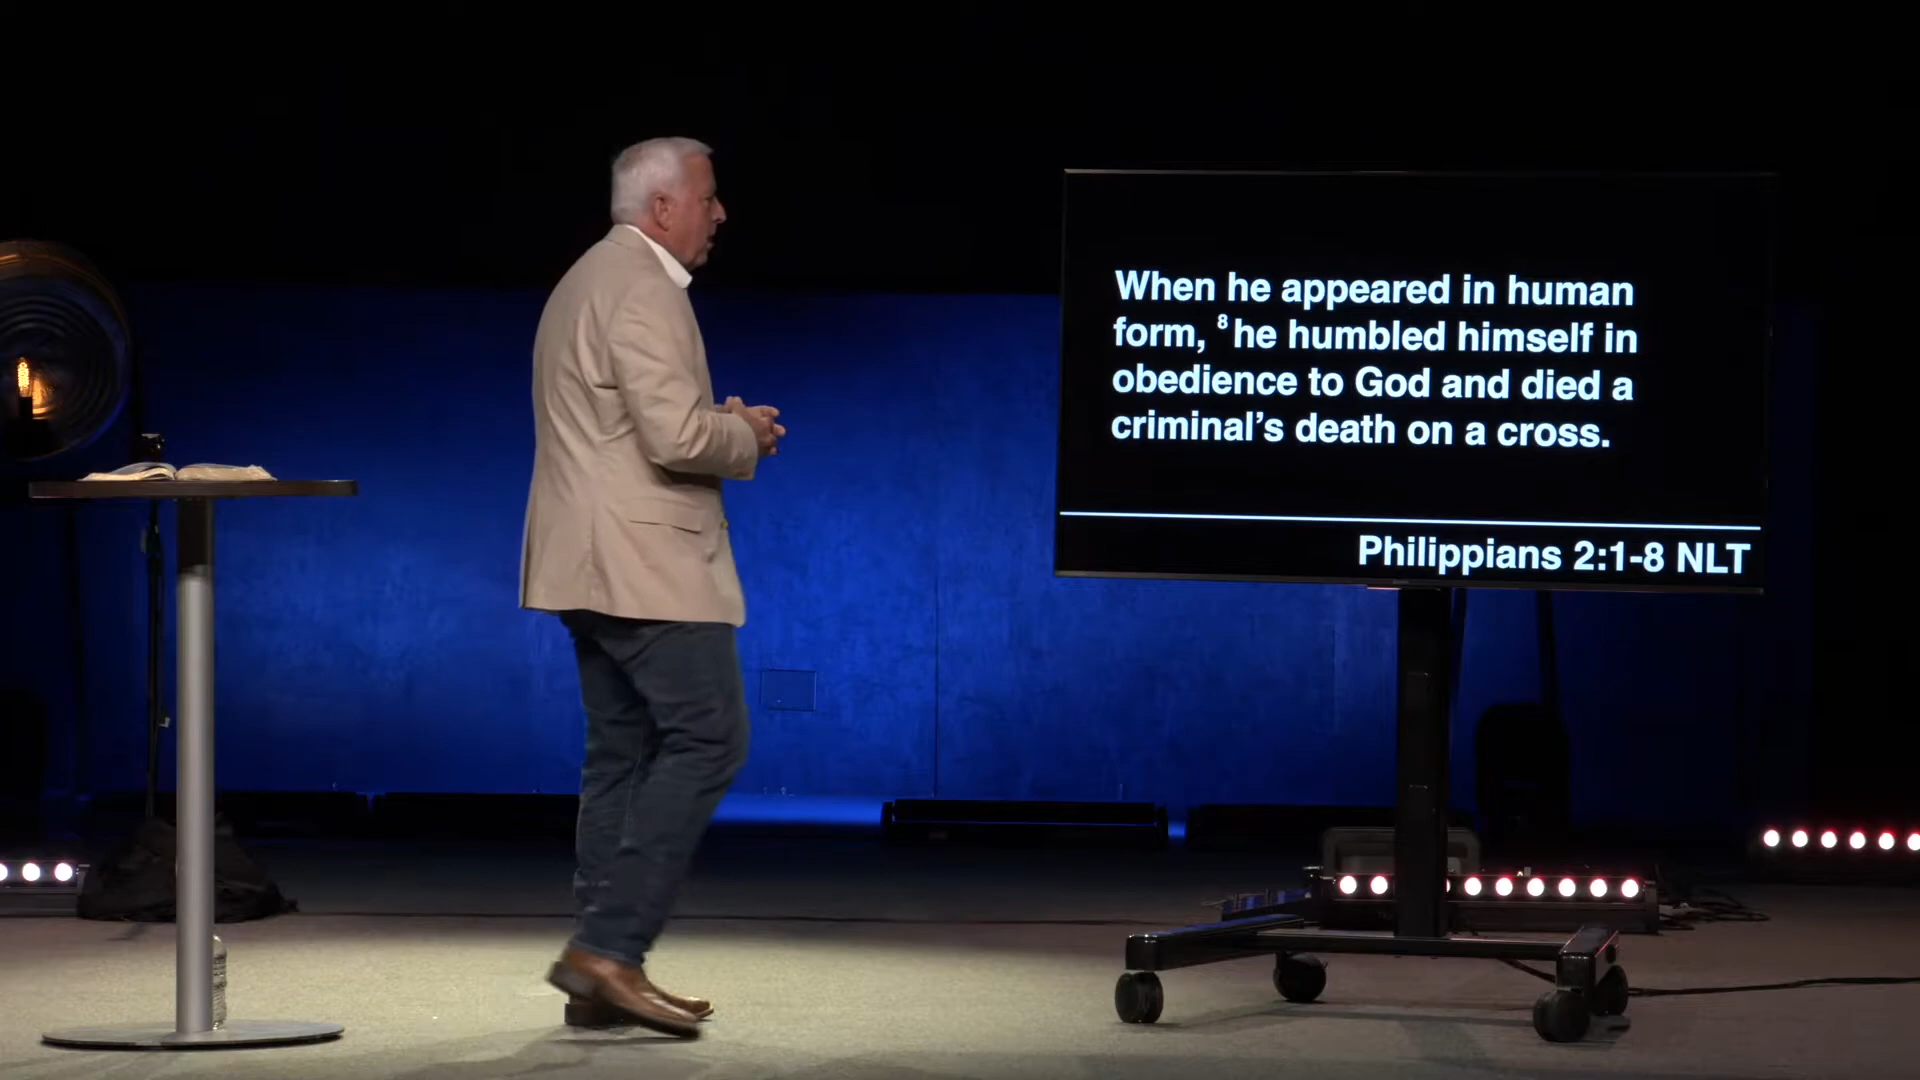 When he appeared in human
form, ⁸ he humbled himself in
obedience to God and died a
criminal’s death on a cross.
Philippians 2:1-8 NLT